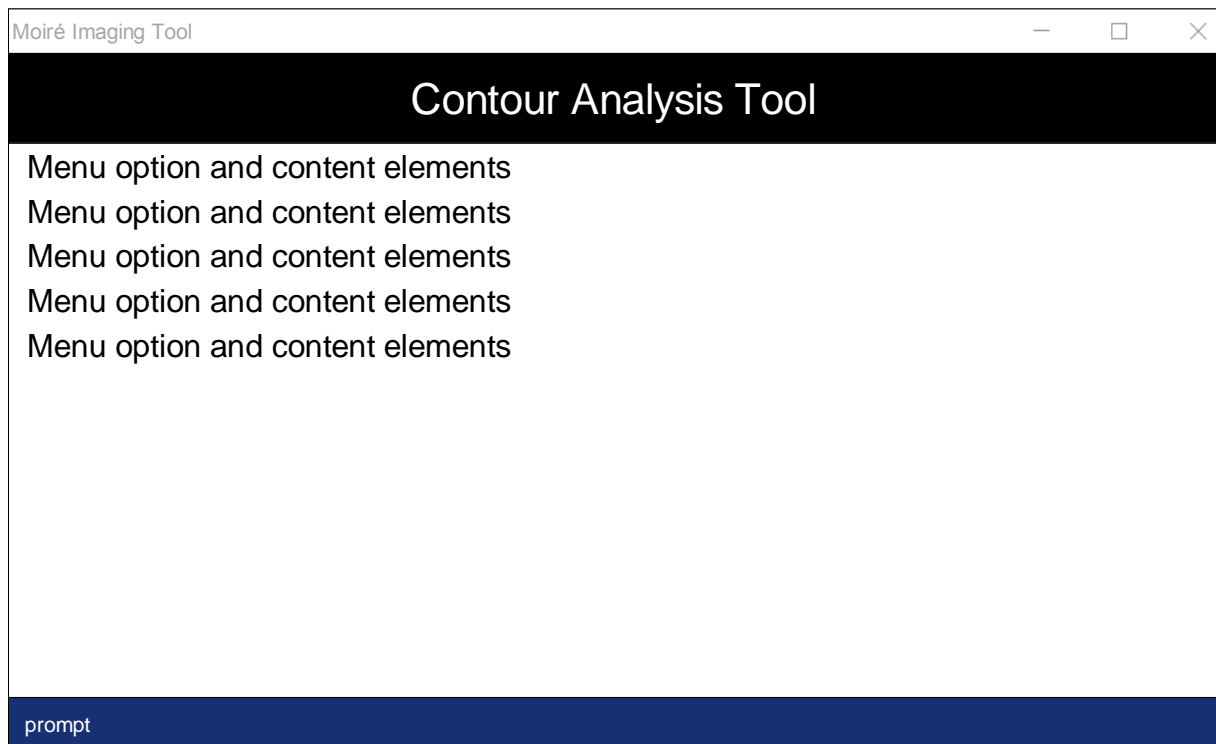 Moiré Imaging Tool
Contour Analysis Tool
Menu option and content elements
Menu option and content elements
Menu option and content elements
Menu option and content elements
Menu option and content elements
prompt